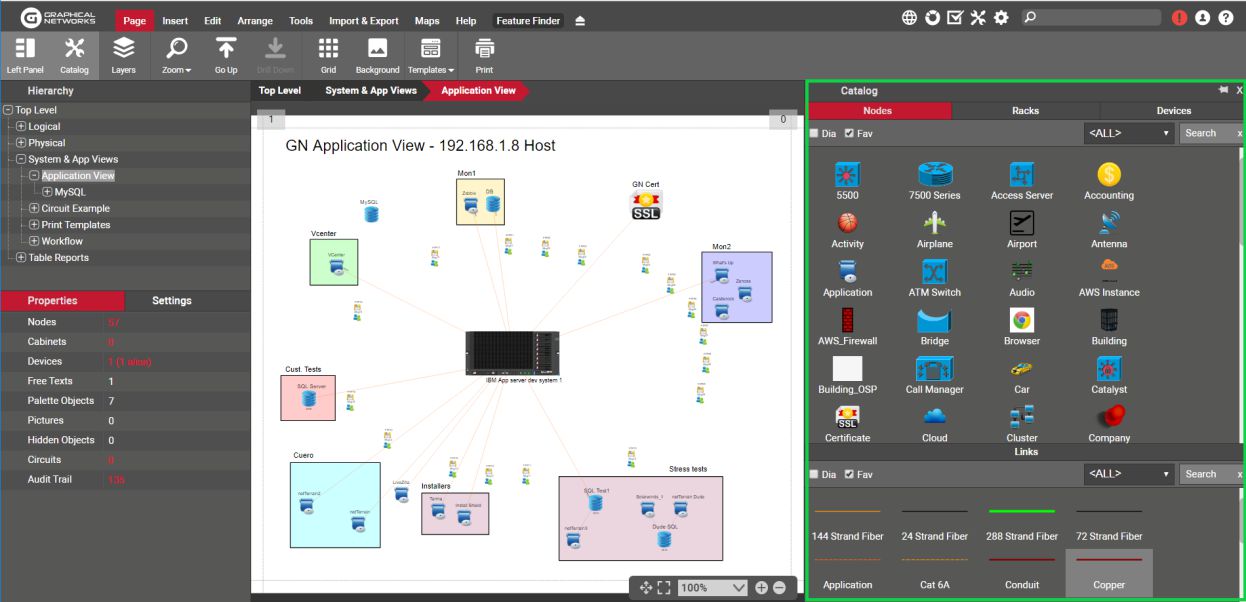 GRAPHICAL NETWORKS
Page Insert Edit Arrange Tools Import & Export Maps Help Feature Finder
Left Panel Catalog Layers Zoom Go Up Drill Down Grid Background Templates Print
Hierarchy
Top Level
Logical
Physical
System & App Views
Application View
MySQL
Circuit Example
Print Templates
Workflow
Table Reports
Properties Settings
Nodes 57
Cabinets 0
Devices 1 (1 alias)
Free Texts 1
Palette Objects 7
Pictures 0
Hidden Objects 0
Circuits 0
Audit Trail 135
Top Level System & App Views Application View
1 0
GN Application View - 192.168.1.8 Host
Mon1
Zabbix DB
MySQL
GN Cert
SSL
Vcenter
VCenter
Mon2
What's Up
Zenoss
IBM App server dev system 1
Cust. Tests
SQL Server
Cuero
netTerrain2
netTerrain
LiveZilla
Installers
Install Shield
Stress tests
SQL Test1
Solarwinds_1 netTerrain Dude
netTerrain3
Dude SQL
100%
Catalog X
Nodes Racks Devices
Dia Fav <ALL> Search x
5500 7500 Series Access Server Accounting
Activity Airplane Airport Antenna
Application ATM Switch Audio AWS Instance
AWS_Firewall Bridge Browser Building
Building_OSP Call Manager Car Catalyst
SSL
Certificate Cloud Cluster Company
Links
Dia Fav <ALL> Search x
144 Strand Fiber 24 Strand Fiber 288 Strand Fiber 72 Strand Fiber
Application Cat 6A Conduit Copper